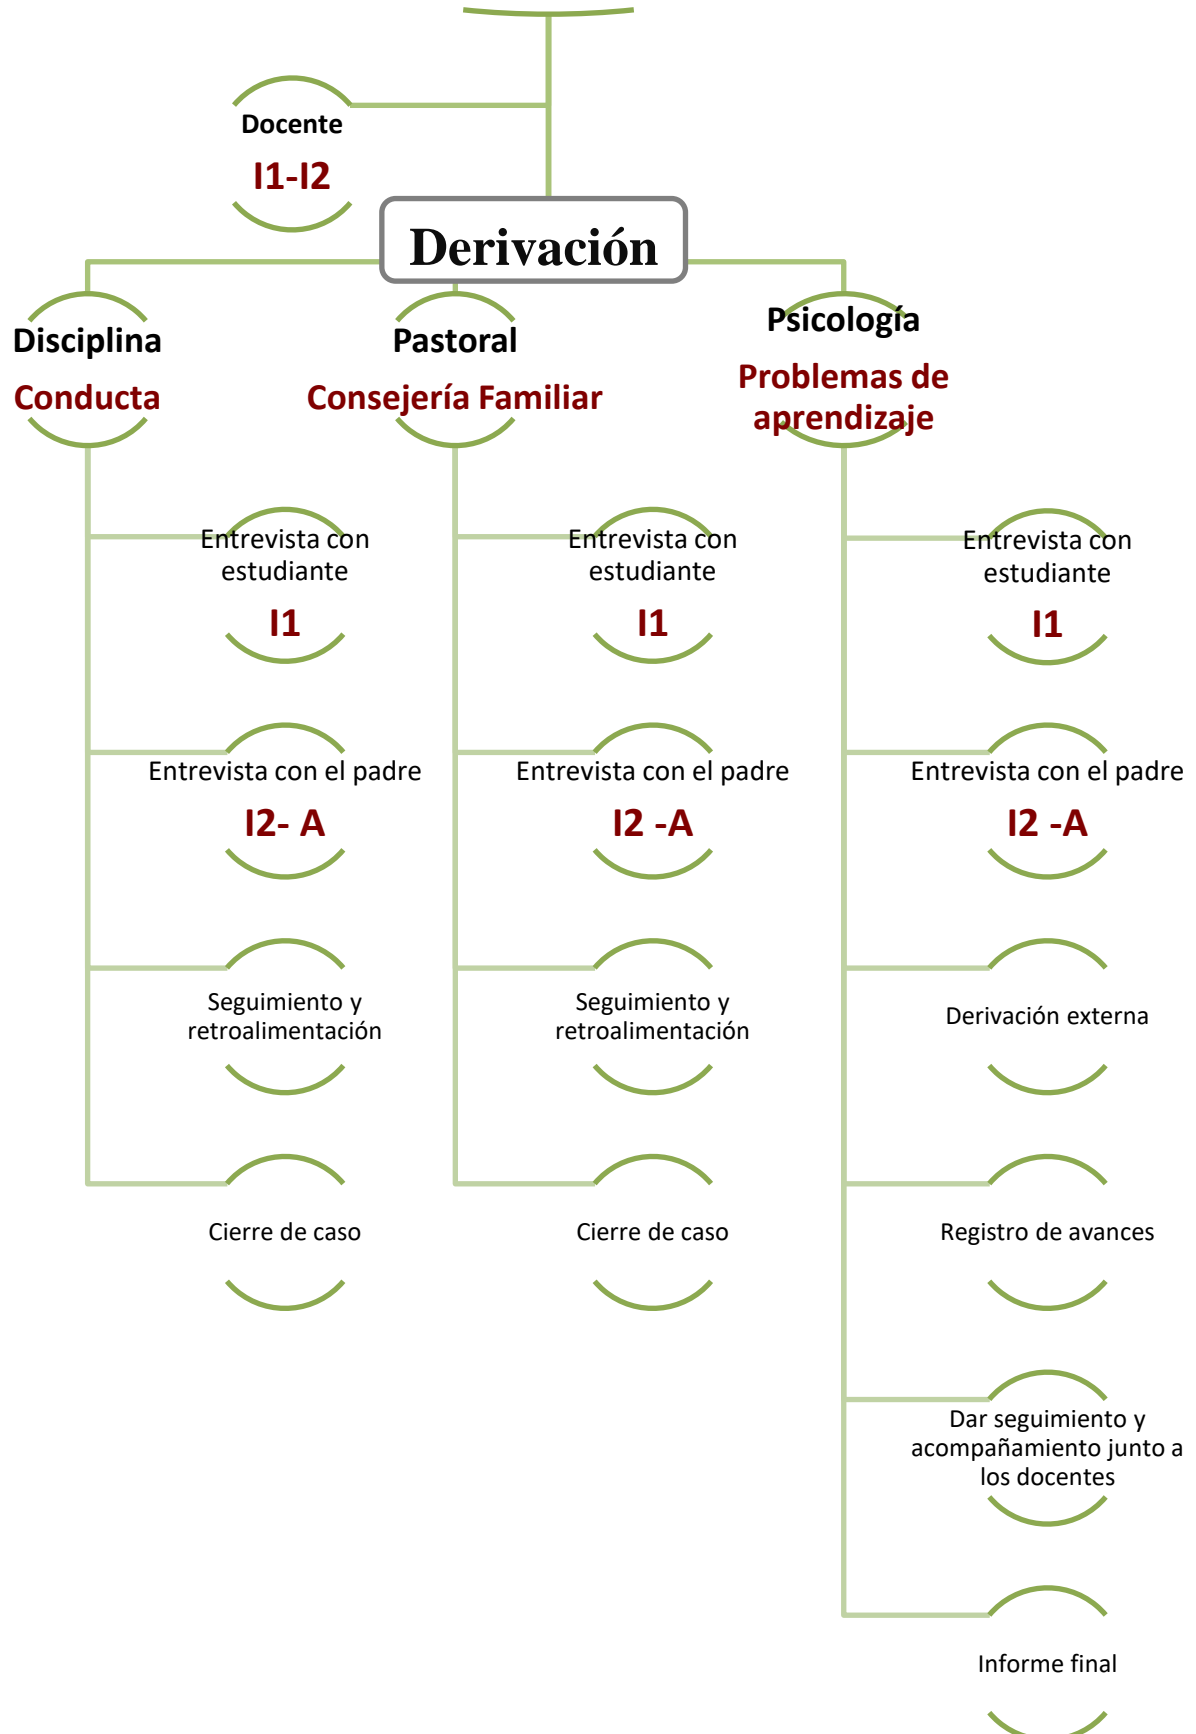 Docente
I1-I2
Derivación
Disciplina
Conducta
Entrevista con
estudiante
I1
Entrevista con el padre
I2- A
Seguimiento y
retroalimentación
Cierre de caso
Pastoral
Consejería Familiar
Entrevista con
estudiante
I1
Entrevista con el padre
I2 -A
Seguimiento y
retroalimentación
Cierre de caso
Psicología
Problemas de
aprendizaje
Entrevista con
estudiante
I1
Entrevista con el padre
I2 -A
Derivación externa
Registro de avances
Dar seguimiento y
acompañamiento junto a
los docentes
Informe final